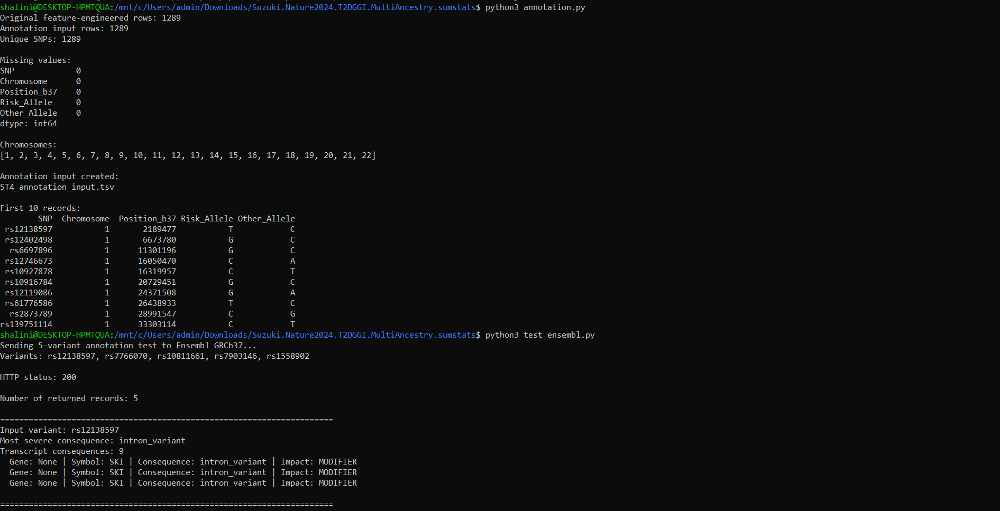 shalini@DESKTOP-HPMTQUA:/mnt/c/Users/admin/Downloads/Suzuki.Nature2024.T2DGGI.MultiAncestry.sumstats$ python3 annotation.py
Original feature-engineered rows: 1289
Annotation input rows: 1289
Unique SNPs: 1289
Missing values:
SNP 0
Chromosome 0
Position_b37 0
Risk_Allele 0
Other_Allele 0
dtype: int64
Chromosomes:
[1, 2, 3, 4, 5, 6, 7, 8, 9, 10, 11, 12, 13, 14, 15, 16, 17, 18, 19, 20, 21, 22]
Annotation input created:
ST4_annotation_input.tsv
First 10 records:
SNP Chromosome Position_b37 Risk_Allele Other_Allele
rs12138597 1 2189477 T C
rs12402498 1 6673780 G C
rs6697896 1 11301196 G C
rs12746673 1 16050470 C A
rs10927878 1 16319957 C T
rs10916784 1 20729451 G C
rs12119086 1 24371508 G A
rs61776586 1 26438933 T C
rs2873789 1 28991547 C G
rs139751114 1 33303114 C T
shalini@DESKTOP-HPMTQUA:/mnt/c/Users/admin/Downloads/Suzuki.Nature2024.T2DGGI.MultiAncestry.sumstats$ python3 test_ensembl.py
Sending 5-variant annotation test to Ensembl GRCh37...
Variants: rs12138597, rs7766070, rs10811661, rs7903146, rs1558902
HTTP status: 200
Number of returned records: 5
======================================================================
Input variant: rs12138597
Most severe consequence: intron_variant
Transcript consequences: 9
Gene: None | Symbol: SKI | Consequence: intron_variant | Impact: MODIFIER
Gene: None | Symbol: SKI | Consequence: intron_variant | Impact: MODIFIER
Gene: None | Symbol: SKI | Consequence: intron_variant | Impact: MODIFIER
======================================================================